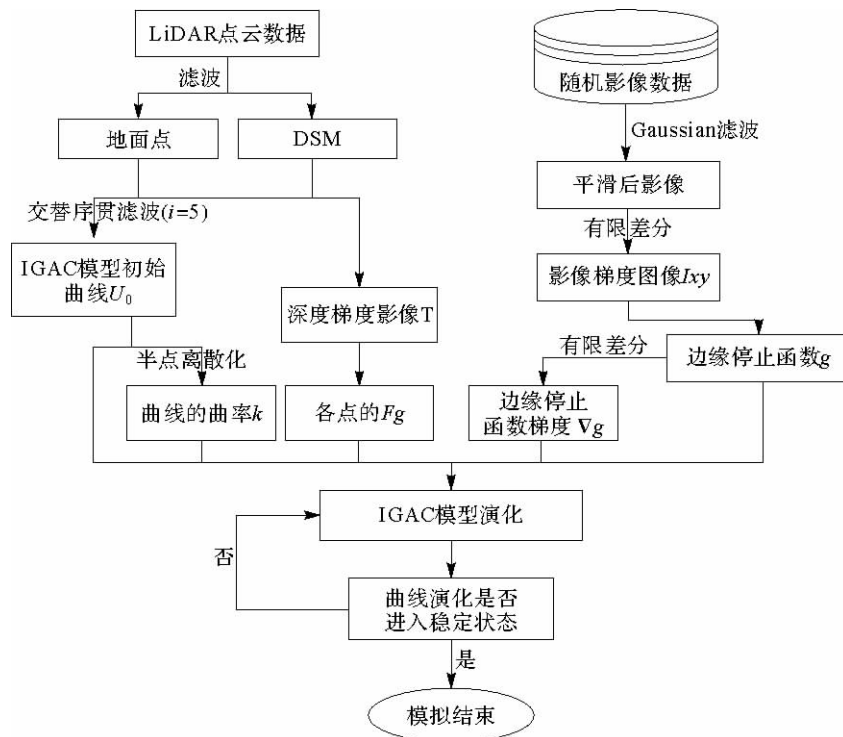 LiDAR点云数据
滤波
地面点
DSM
交替序贯滤波(i=5)
IGAC模型初始
曲线U₀
半点离散化
曲线的曲率k
深度梯度影像T
各点的Fg
随机影像数据
Gaussian滤波
平滑后影像
有限差分
影像梯度图像Ixy
有限差分
边缘停止函数g
边缘停止
函数梯度 ∇g
IGAC模型演化
否
曲线演化是否
进入稳定状态
是
模拟结束